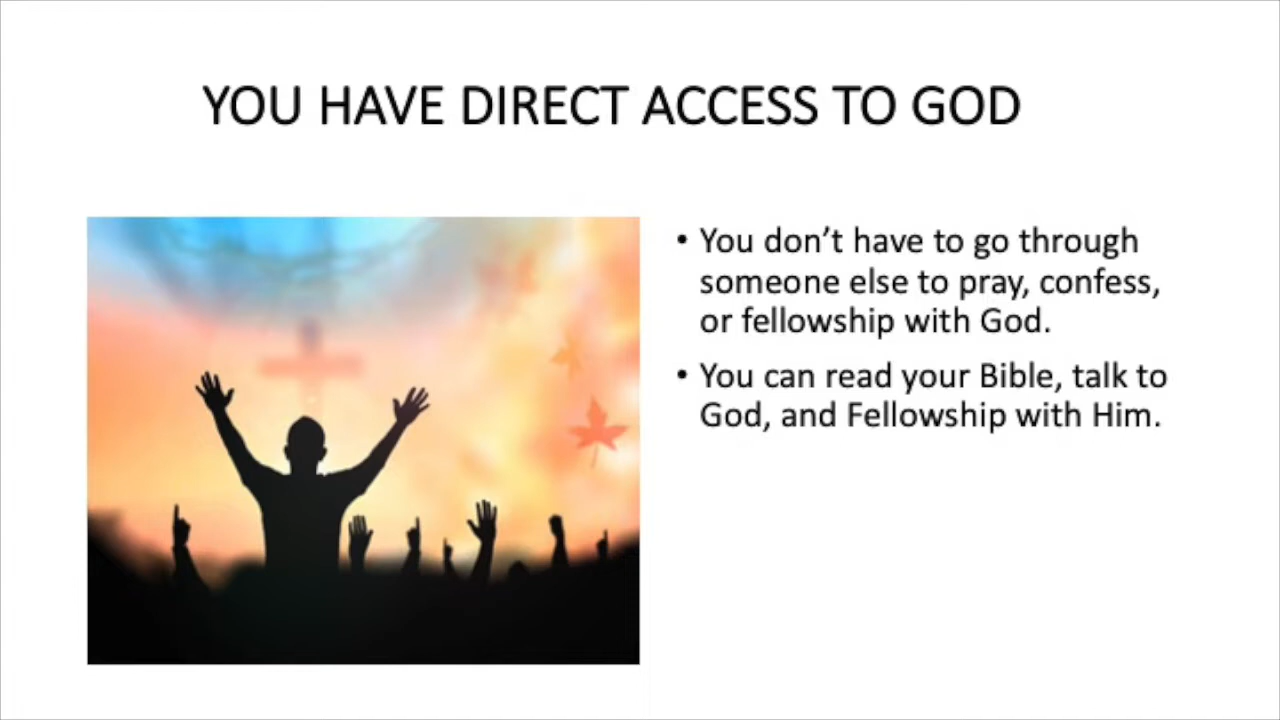 YOU HAVE DIRECT ACCESS TO GOD
• You don’t have to go through
someone else to pray, confess,
or fellowship with God.
• You can read your Bible, talk to
God, and Fellowship with Him.